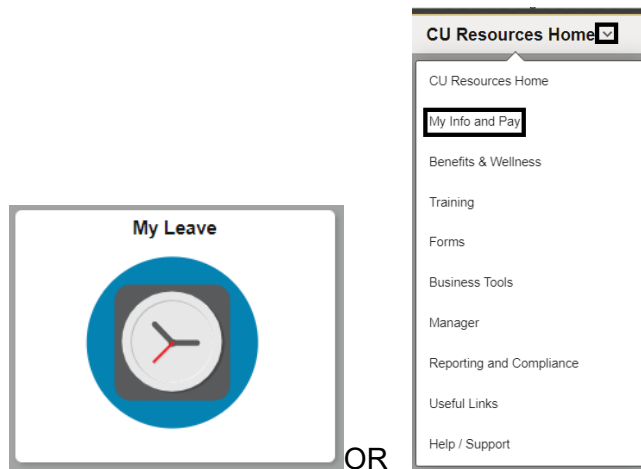 CU Resources Home
CU Resources Home
My Info and Pay
Benefits & Wellness
Training
Forms
Business Tools
Manager
Reporting and Compliance
Useful Links
Help / Support
My Leave
OR